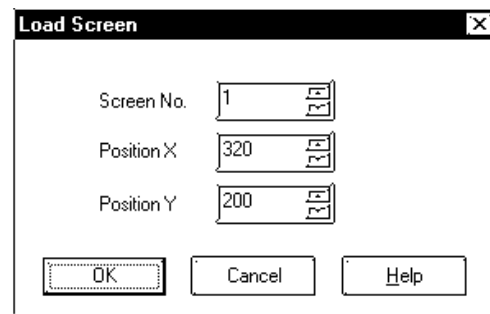 Load Screen
Screen No. 1
Position X 320
Position Y 200
OK Cancel Help